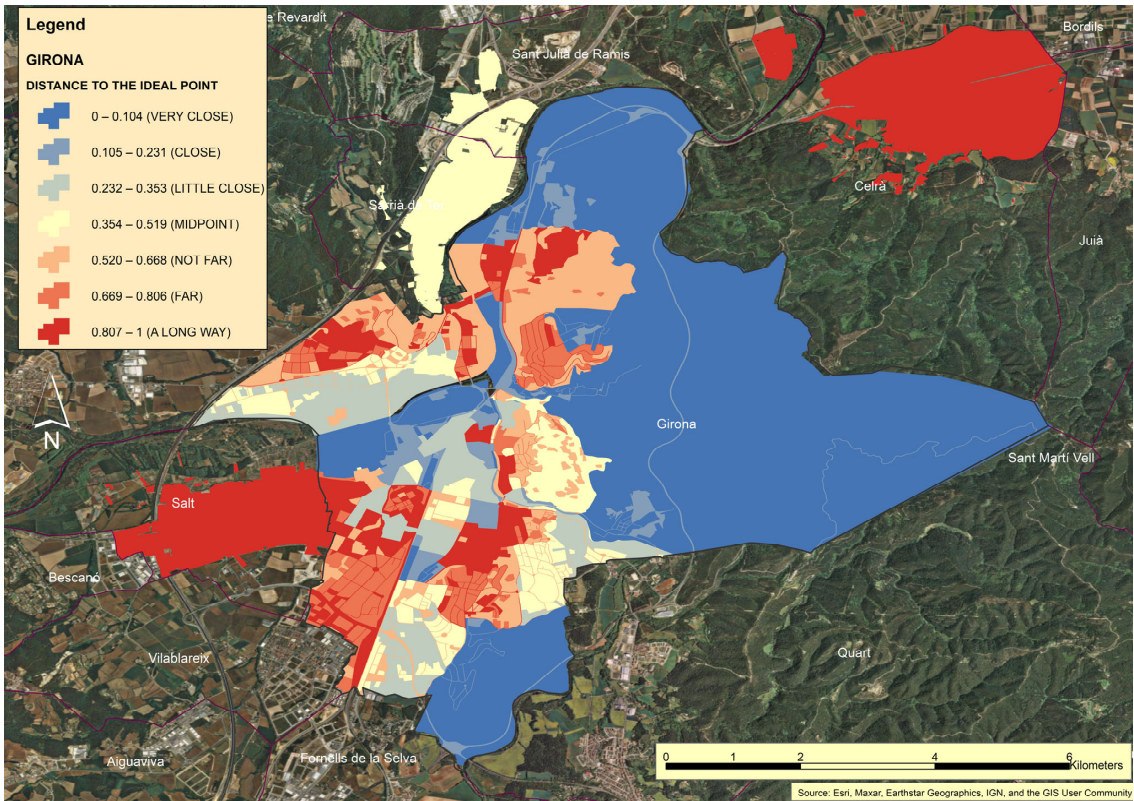 Legend
GIRONA
DISTANCE TO THE IDEAL POINT
0 – 0.104 (VERY CLOSE)
0.105 – 0.231 (CLOSE)
0.232 – 0.353 (LITTLE CLOSE)
0.354 – 0.519 (MIDPOINT)
0.520 – 0.668 (NOT FAR)
0.669 – 0.806 (FAR)
0.807 – 1 (A LONG WAY)
e Revardit
Sant Julià de Ramis
Bordils
Celrà
Juià
Sarrià de Ter
N
Girona
Sant Martí Vell
Salt
Bescanó
Vilablareix
Quart
Aiguaviva
Fornells de la Selva
0 1 2 4 6
Kilometers
Source: Esri, Maxar, Earthstar Geographics, IGN, and the GIS User Community